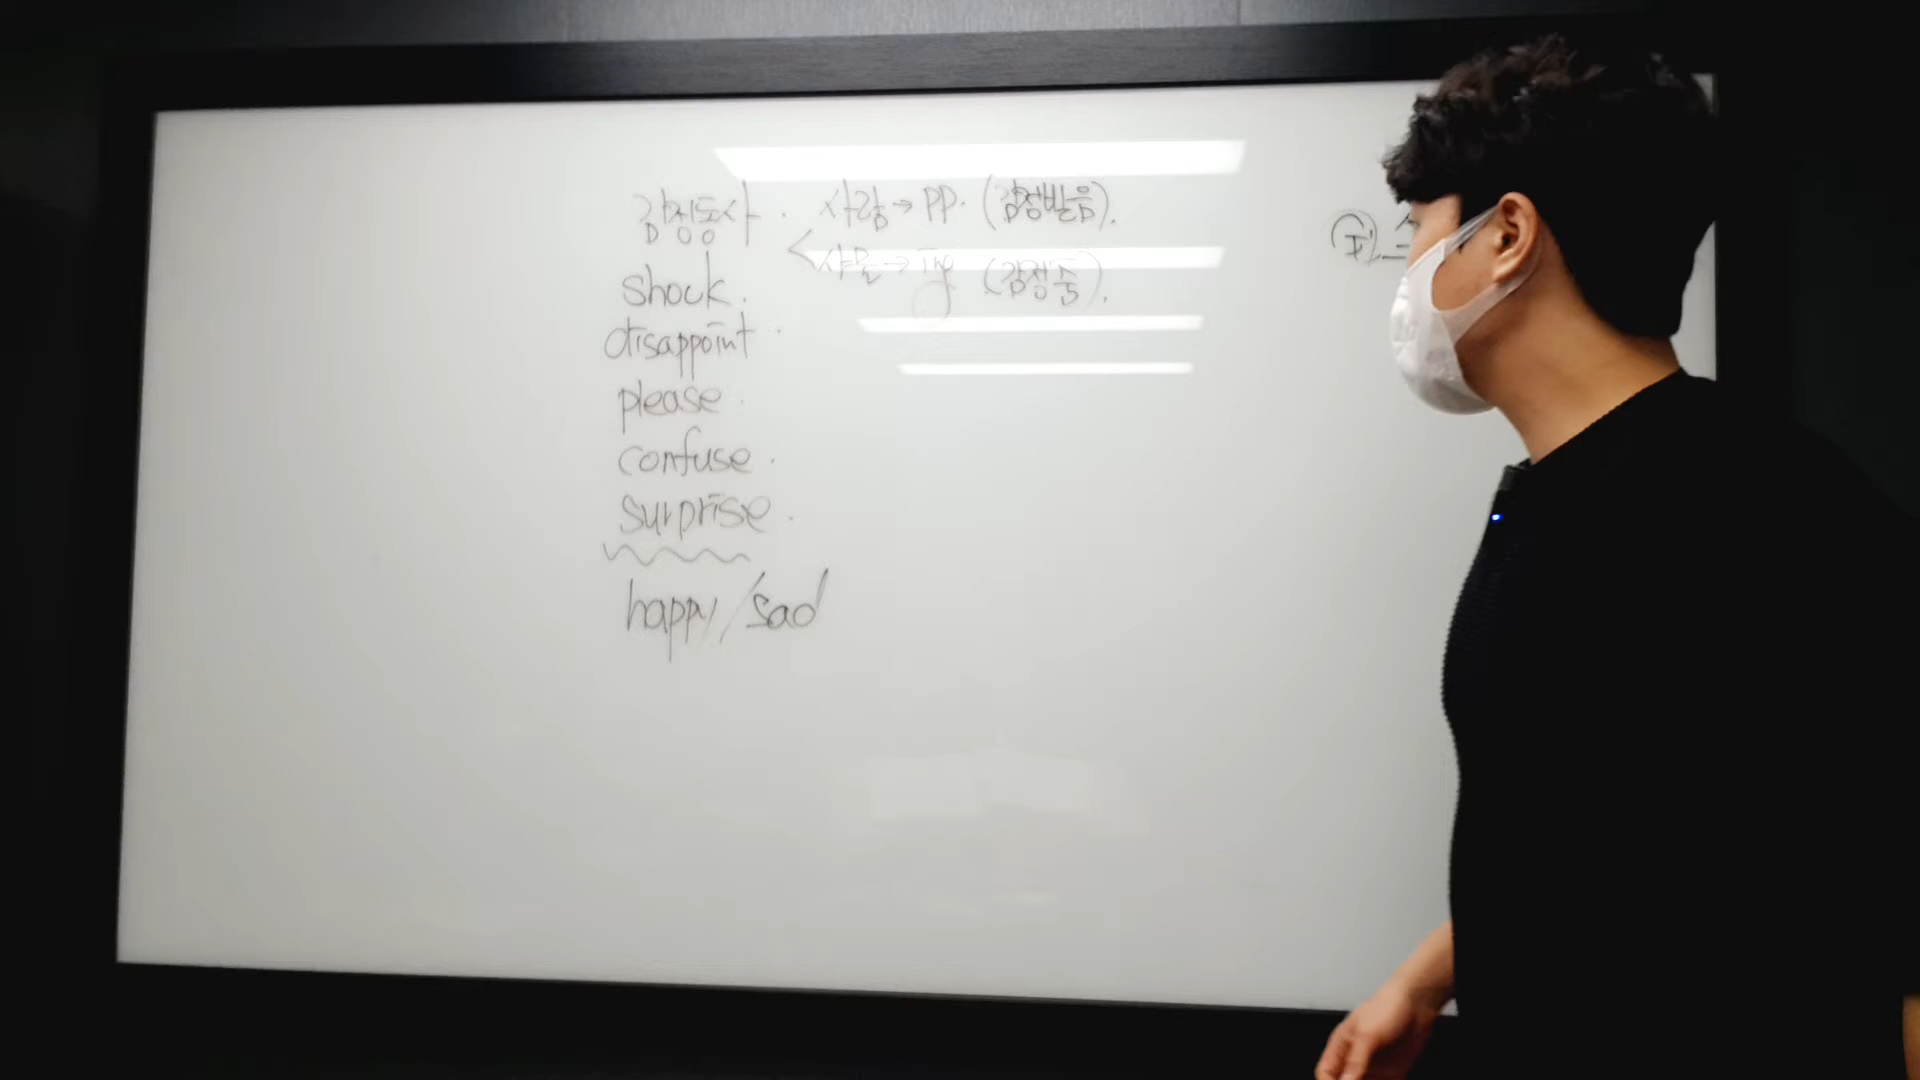 감정동사 . 사람 → pp. (감정받음).
< 사물 → ing (감정줌).
shock.
disappoint .
please .
confuse .
surprise .
happy/sad